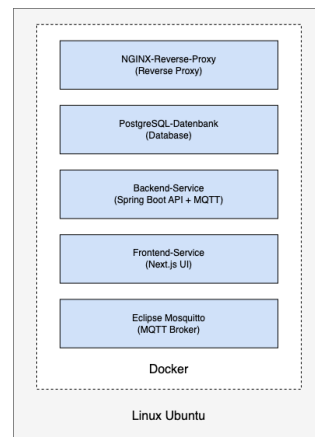 NGINX-Reverse-Proxy
(Reverse Proxy)
PostgreSQL-Datenbank
(Database)
Backend-Service
(Spring Boot API + MQTT)
Frontend-Service
(Next.js UI)
Eclipse Mosquitto
(MQTT Broker)
Docker
Linux Ubuntu